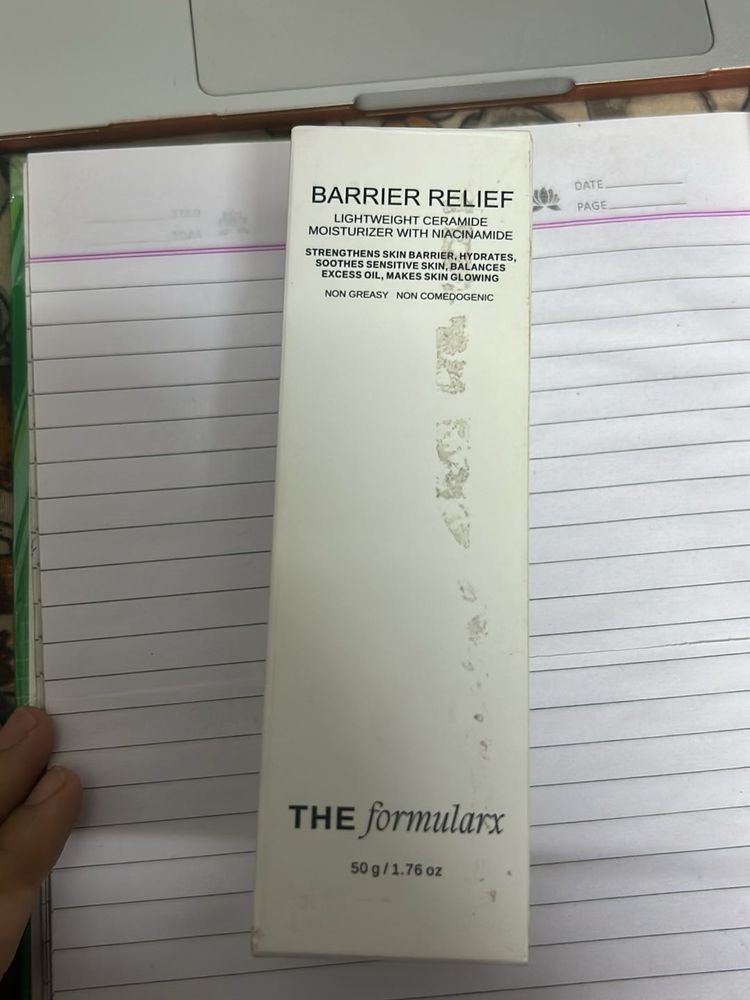 BARRIER RELIEF
LIGHTWEIGHT CERAMIDE
MOISTURIZER WITH NIACINAMIDE
STRENGTHENS SKIN BARRIER, HYDRATES,
SOOTHES SENSITIVE SKIN, BALANCES
EXCESS OIL, MAKES SKIN GLOWING
NON GREASY NON COMEDOGENIC
THE formularx
50 g / 1.76 oz
DATE
PAGE